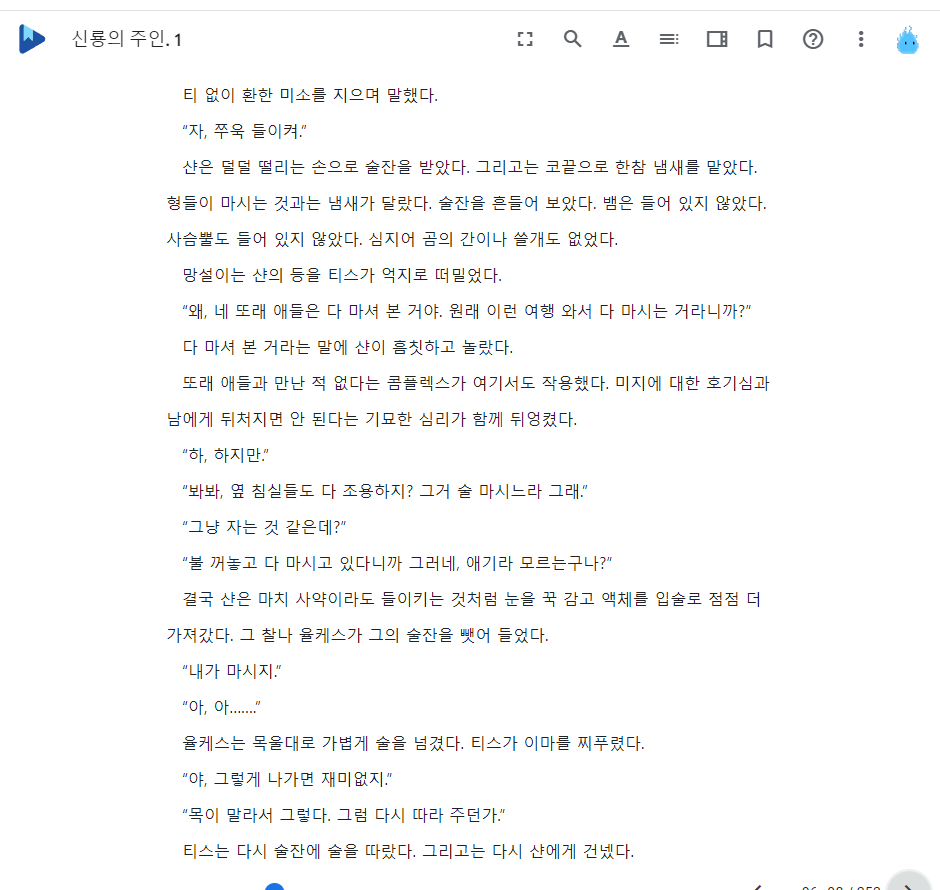 신룡의 주인. 1
티 없이 환한 미소를 지으며 말했다.
“자, 쭈욱 들이켜.”
샨은 덜덜 떨리는 손으로 술잔을 받았다. 그리고는 코끝으로 한참 냄새를 맡았다.
형들이 마시는 것과는 냄새가 달랐다. 술잔을 흔들어 보았다. 뱀은 들어 있지 않았다.
사슴뿔도 들어 있지 않았다. 심지어 곰의 간이나 쓸개도 없었다.
망설이는 샨의 등을 티스가 억지로 떠밀었다.
“왜, 네 또래 애들은 다 마셔 본 거야. 원래 이런 여행 와서 다 마시는 거라니까?”
다 마셔 본 거라는 말에 샨이 흠칫하고 놀랐다.
또래 애들과 만난 적 없다는 콤플렉스가 여기서도 작용했다. 미지에 대한 호기심과
남에게 뒤처지면 안 된다는 기묘한 심리가 함께 뒤엉켰다.
“하, 하지만.”
“봐봐, 옆 침실들도 다 조용하지? 그거 술 마시느라 그래.”
“그냥 자는 것 같은데?“
“불 꺼놓고 다 마시고 있다니까 그러네, 애기라 모르는구나?”
결국 샨은 마치 사약이라도 들이키는 것처럼 눈을 꾹 감고 액체를 입술로 점점 더
가져갔다. 그 찰나 율케스가 그의 술잔을 뺏어 들었다.
“내가 마시지.”
“아, 아…….”
율케스는 목울대로 가볍게 술을 넘겼다. 티스가 이마를 찌푸렸다.
“야, 그렇게 나가면 재미없지.”
“목이 말라서 그렇다. 그럼 다시 따라 주던가.”
티스는 다시 술잔에 술을 따랐다. 그리고는 다시 샨에게 건넸다.